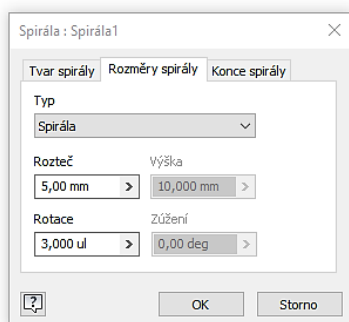 Spirála : Spirála1
Tvar spirály Rozměry spirály Konce spirály
Typ
Spirála
Rozteč Výška
5,00 mm 10,000 mm
Rotace Zúžení
3,000 ul 0,00 deg
? OK Storno